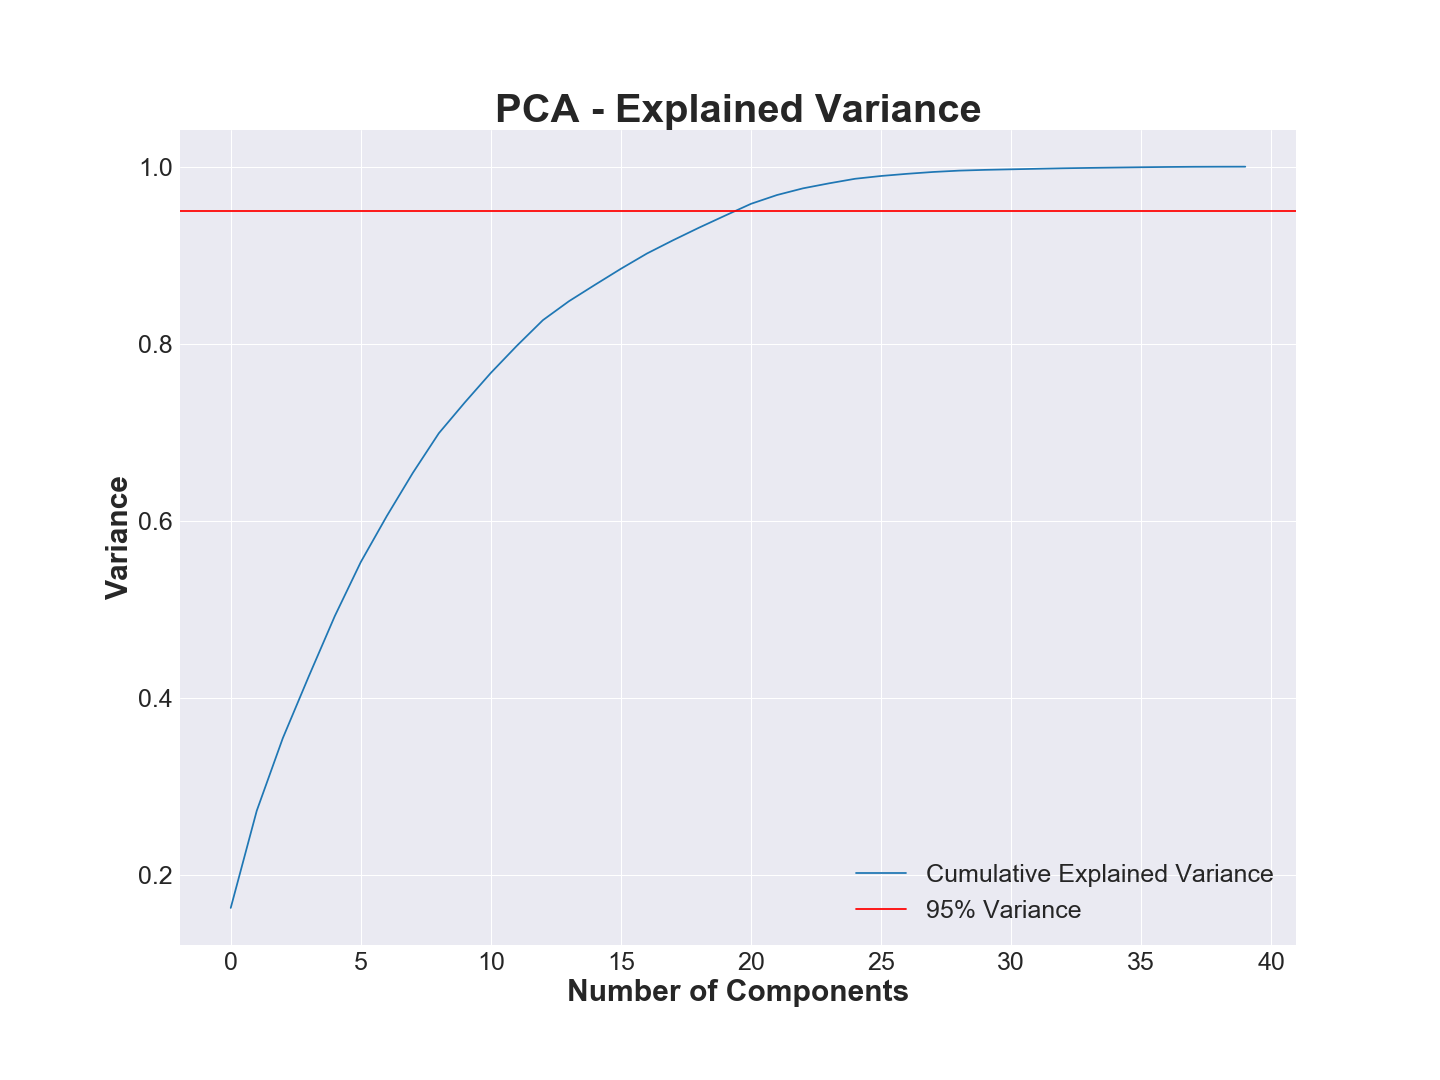 PCA - Explained Variance
1.0
0.8
0.6
0.4
0.2
Variance
Cumulative Explained Variance
95% Variance
0 5 10 15 20 25 30 35 40
Number of Components